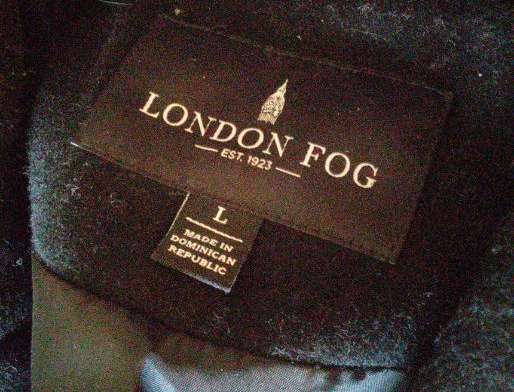 LONDON FOG
EST. 1923
L
MADE IN
DOMINICAN
REPUBLIC